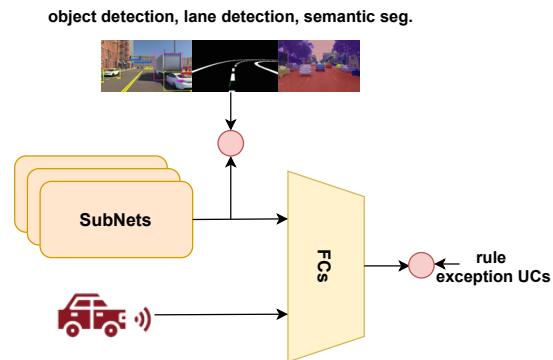 object detection, lane detection, semantic seg.
SubNets
FCs
rule
exception UCs